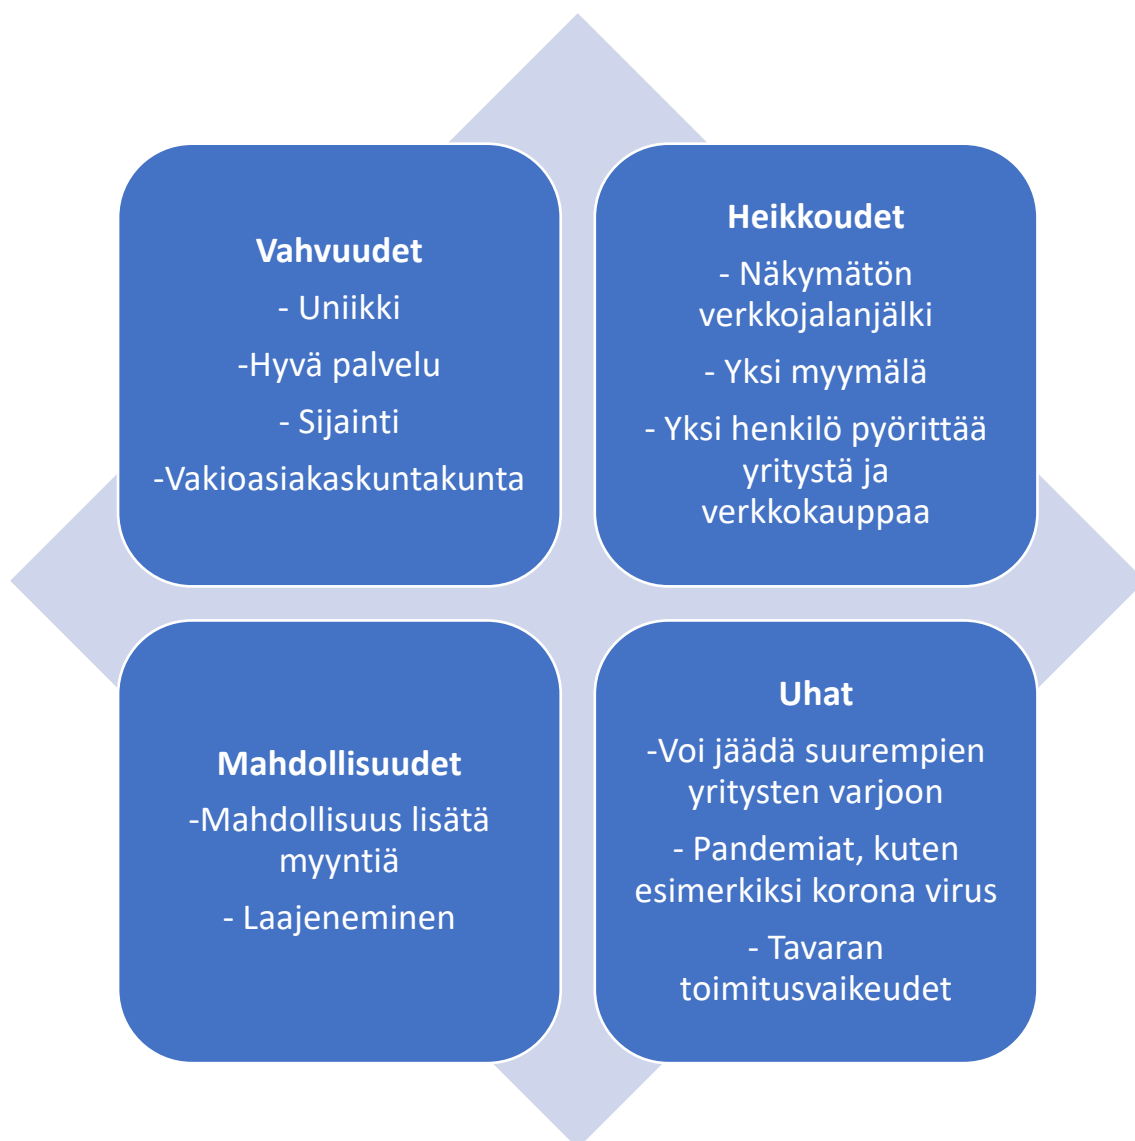 Vahvuudet
- Uniikki
-Hyvä palvelu
- Sijainti
-Vakioasiakaskuntakunta
Heikkoudet
- Näkymätön
verkkojalanjälki
- Yksi myymälä
- Yksi henkilö pyörittää
yritystä ja
verkkokauppaa
Mahdollisuudet
-Mahdollisuus lisätä
myyntiä
- Laajeneminen
Uhat
-Voi jäädä suurempien
yritysten varjoon
- Pandemiat, kuten
esimerkiksi korona virus
- Tavaran
toimitusvaikeudet